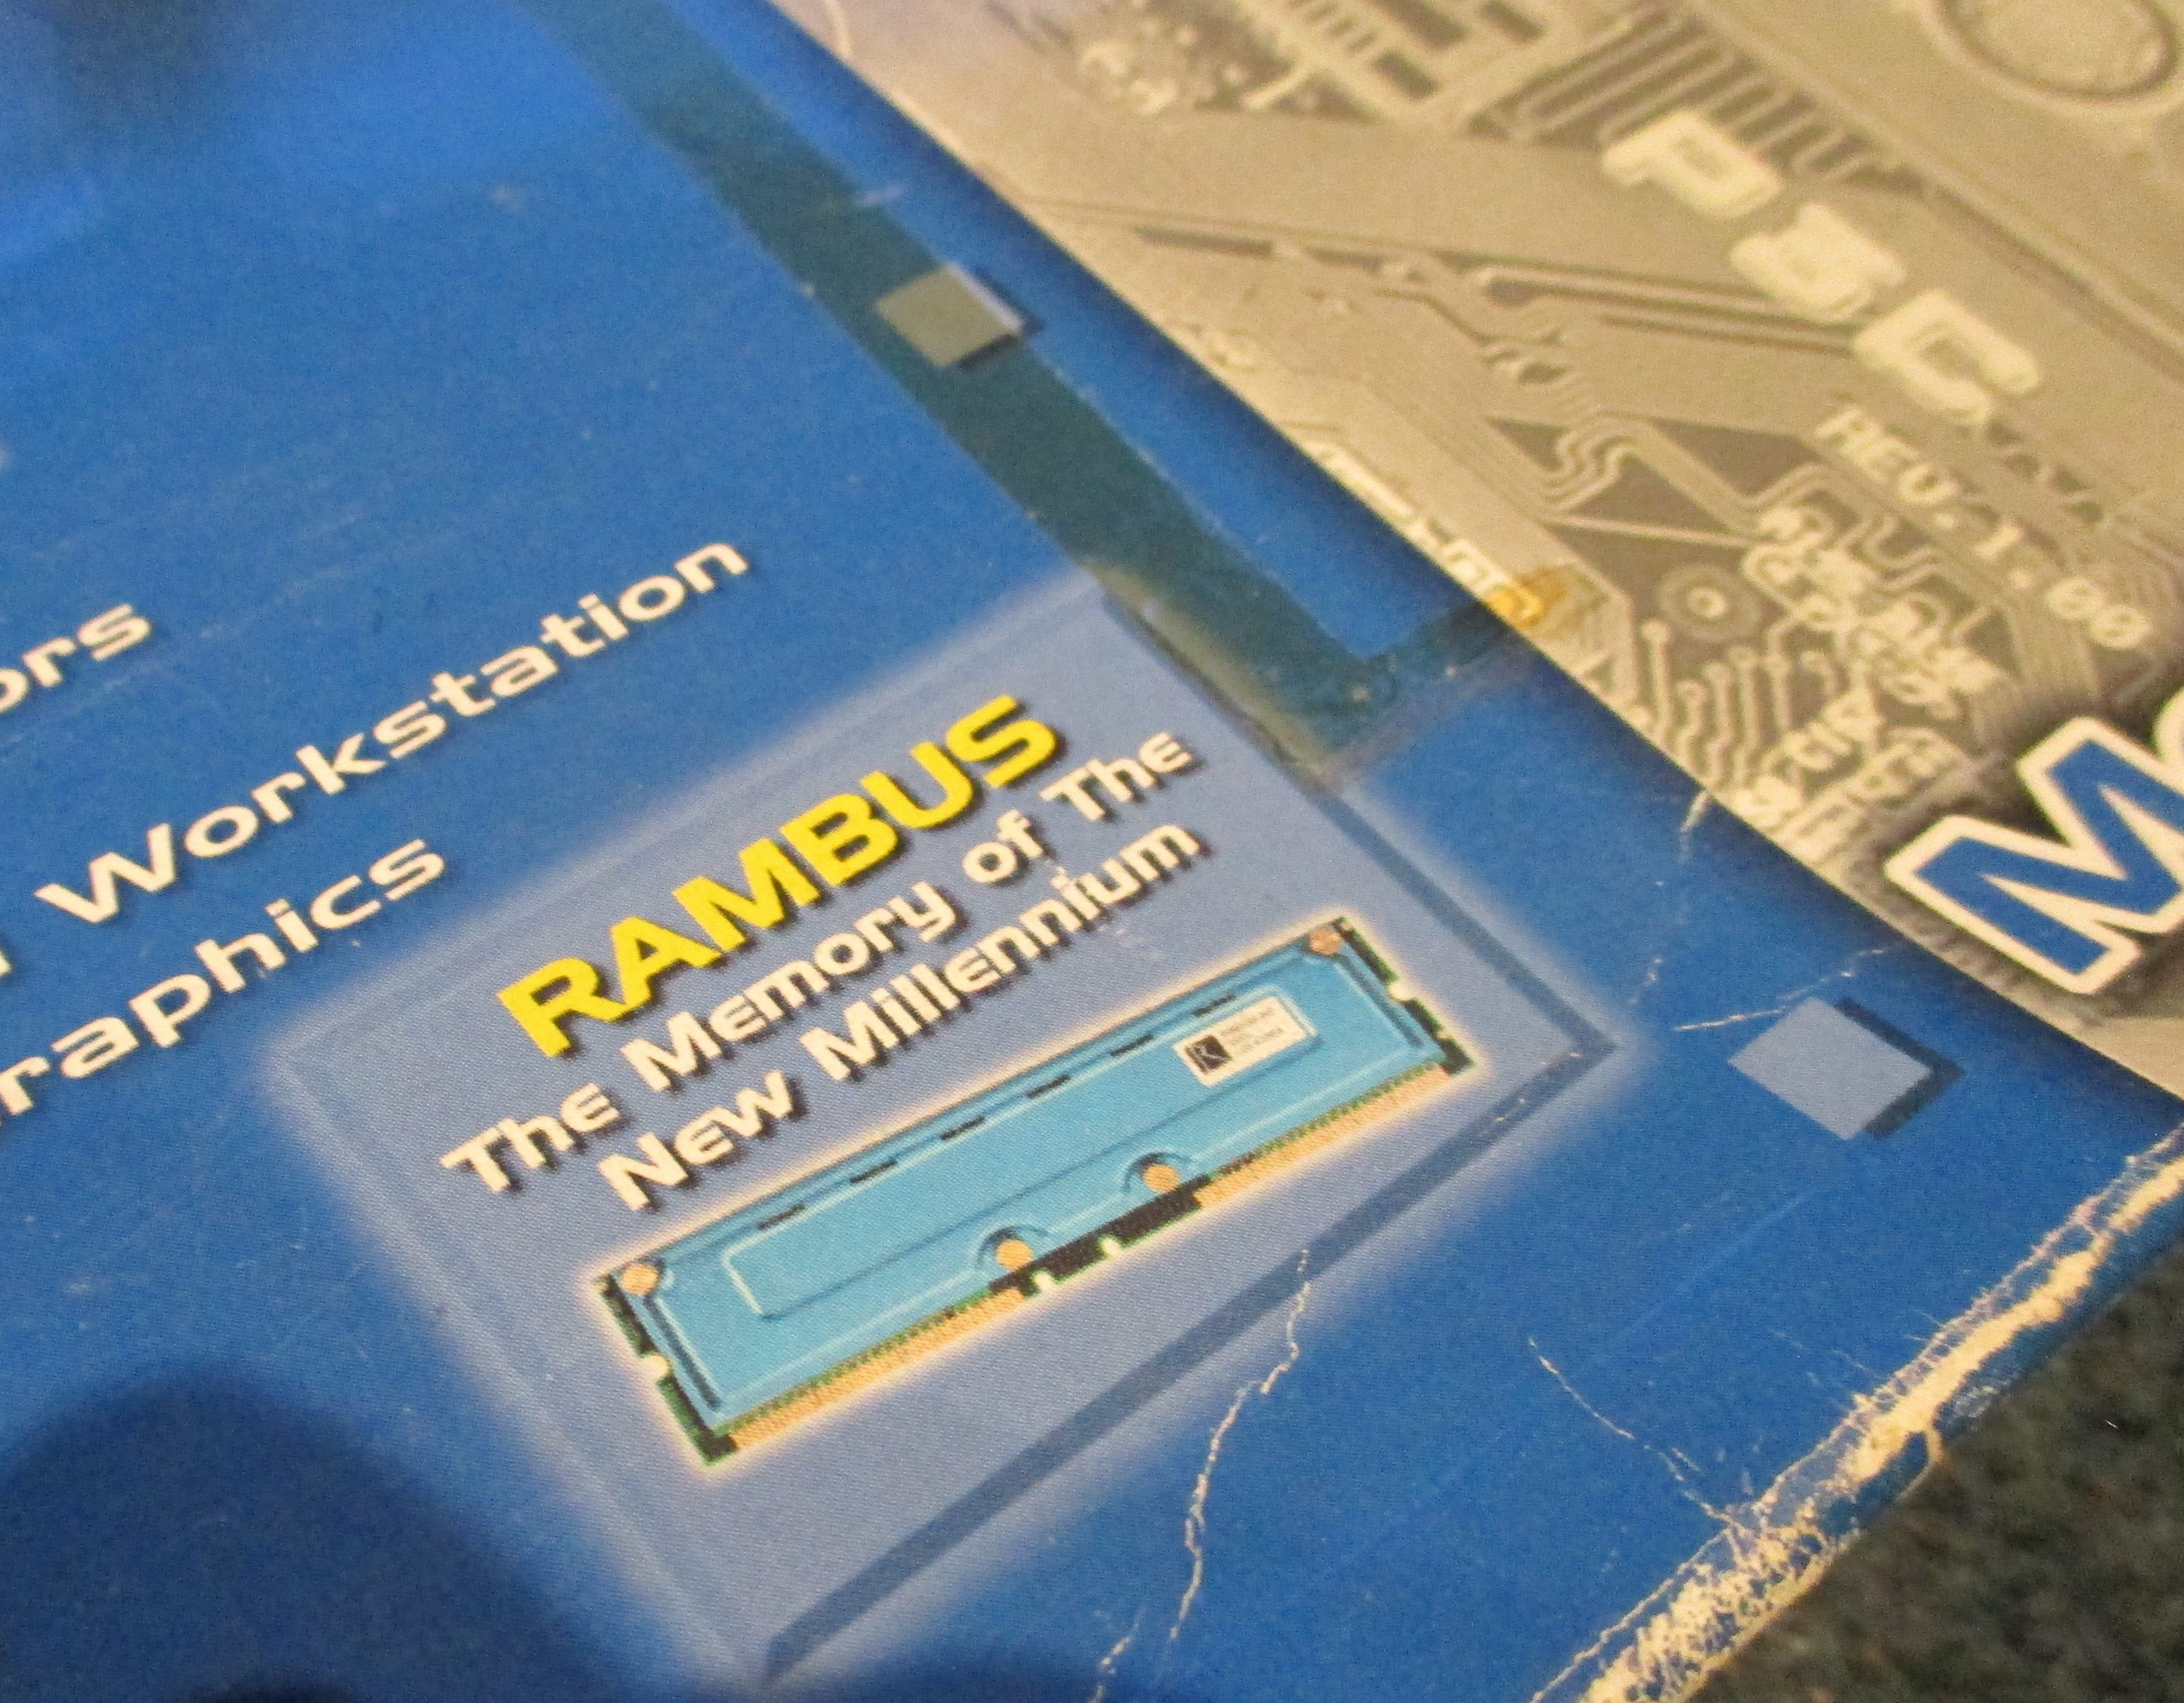 P3C
REV:1.00
ors
Workstation
raphics
RAMBUS
The Memory of The
New Millennium
M